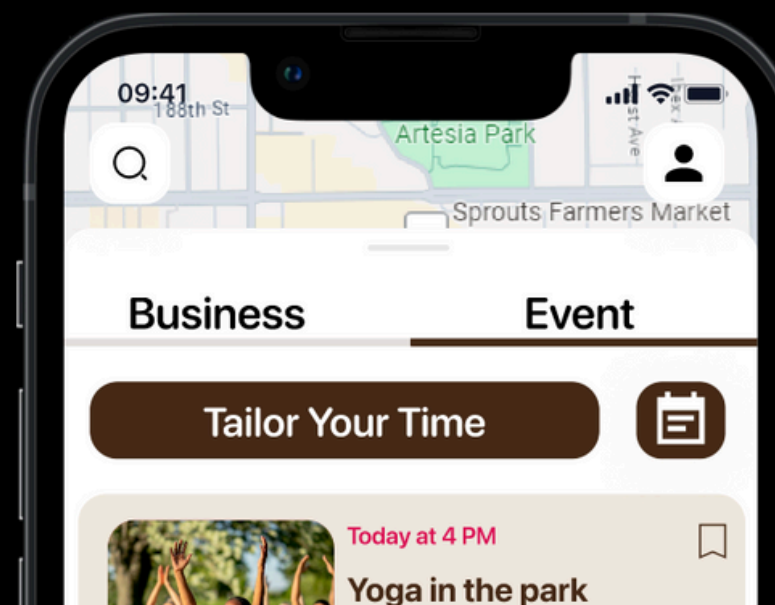 09:41
188th St
Artesia Park
Sprouts Farmers Market
Business
Event
Tailor Your Time
Today at 4 PM
Yoga in the park